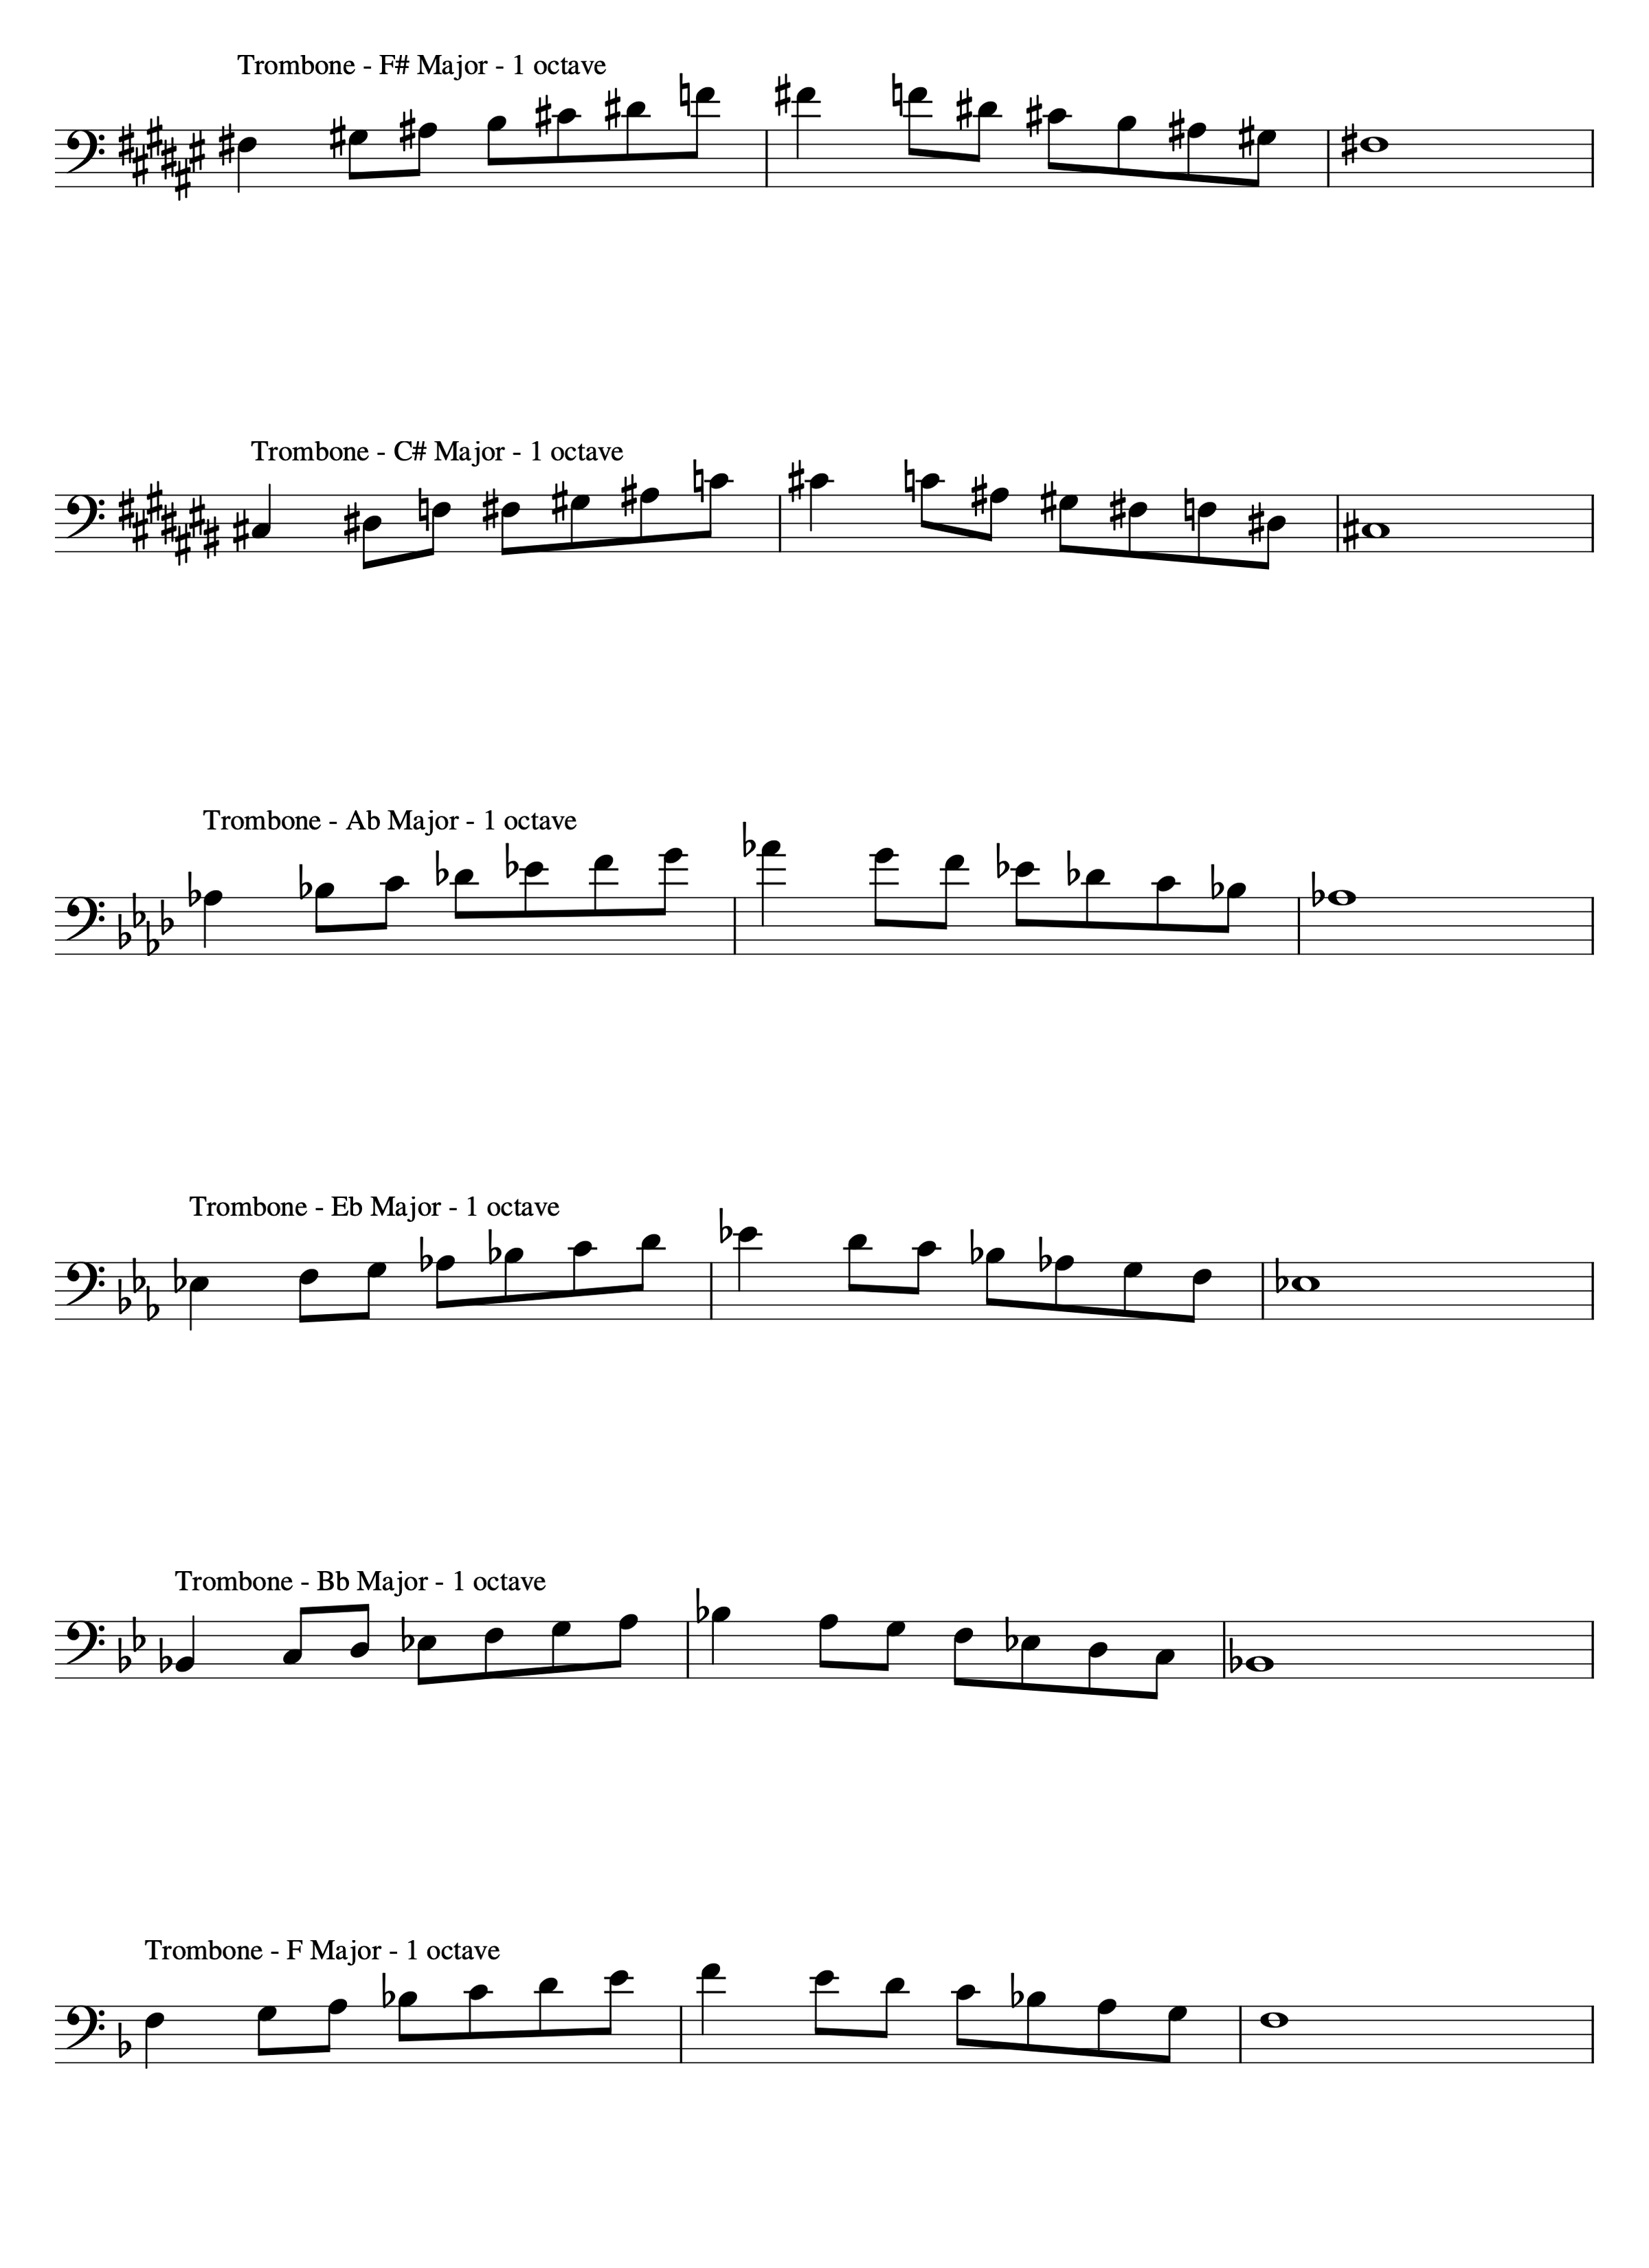 Trombone - F# Major - 1 octave
Trombone - C# Major - 1 octave
Trombone - Ab Major - 1 octave
Trombone - Eb Major - 1 octave
Trombone - Bb Major - 1 octave
Trombone - F Major - 1 octave